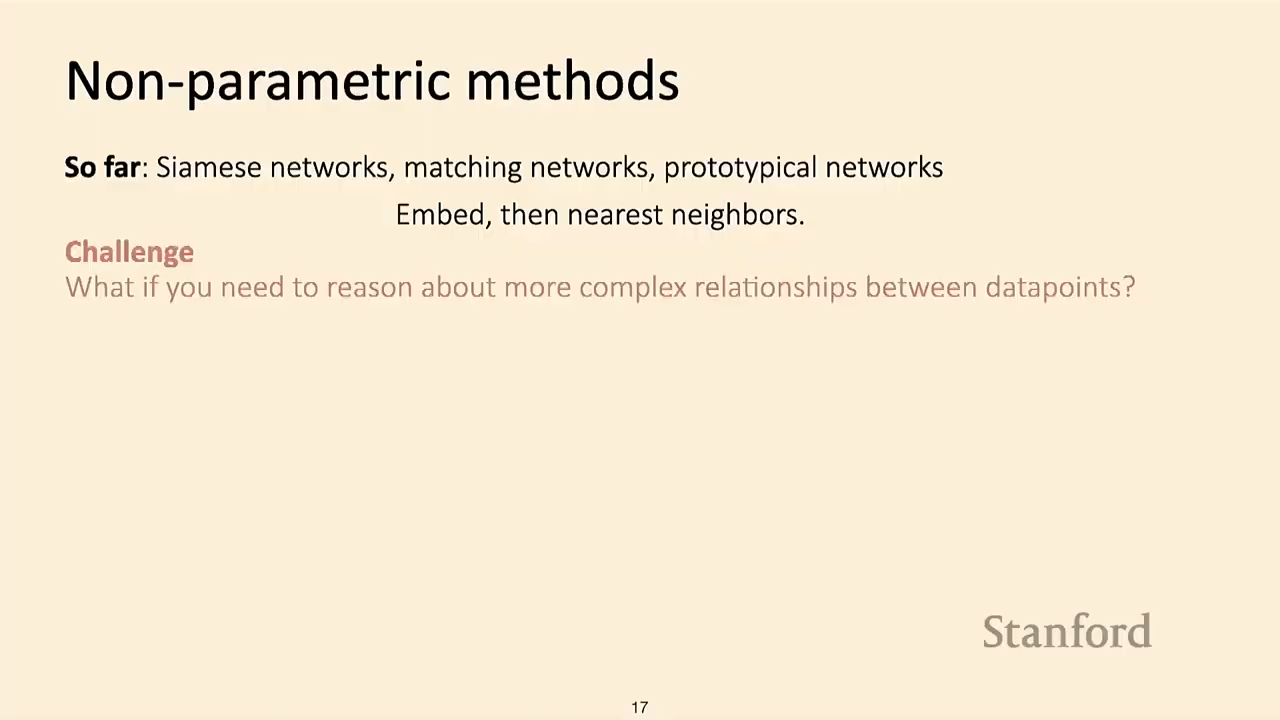 Non-parametric methods
So far: Siamese networks, matching networks, prototypical networks
Embed, then nearest neighbors.
Challenge
What if you need to reason about more complex relationships between datapoints?
Stanford
17